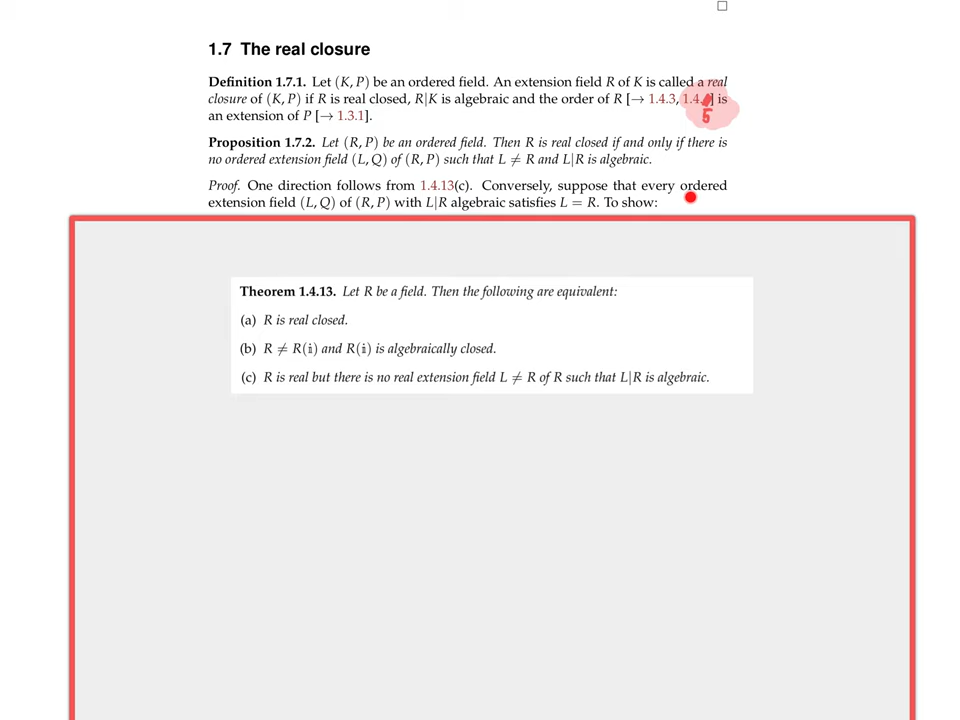 1.7 The real closure
Definition 1.7.1. Let (K, P) be an ordered field. An extension field R of K is called a real
closure of (K, P) if R is real closed, R|K is algebraic and the order of R [→ 1.4.3, 1.4.] is
5
an extension of P [→ 1.3.1].
Proposition 1.7.2. Let (R, P) be an ordered field. Then R is real closed if and only if there is
no ordered extension field (L, Q) of (R, P) such that L ≠ R and L|R is algebraic.
Proof. One direction follows from 1.4.13(c). Conversely, suppose that every ordered
extension field (L, Q) of (R, P) with L|R algebraic satisfies L = R. To show:
Theorem 1.4.13. Let R be a field. Then the following are equivalent:
(a) R is real closed.
(b) R ≠ R(i) and R(i) is algebraically closed.
(c) R is real but there is no real extension field L ≠ R of R such that L|R is algebraic.